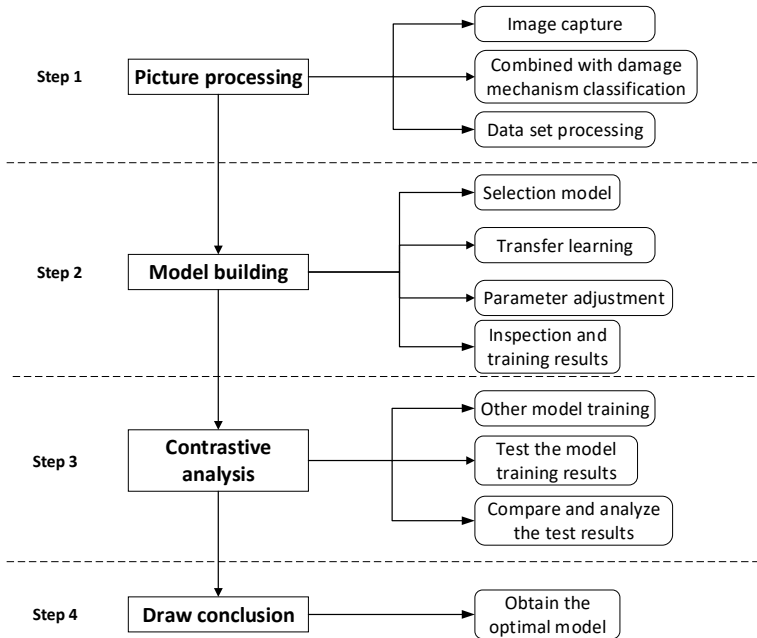 Step 1
Picture processing
Image capture
Combined with damage
mechanism classification
Data set processing
Step 2
Model building
Selection model
Transfer learning
Parameter adjustment
Inspection and
training results
Step 3
Contrastive
analysis
Other model training
Test the model
training results
Compare and analyze
the test results
Step 4
Draw conclusion
Obtain the
optimal model